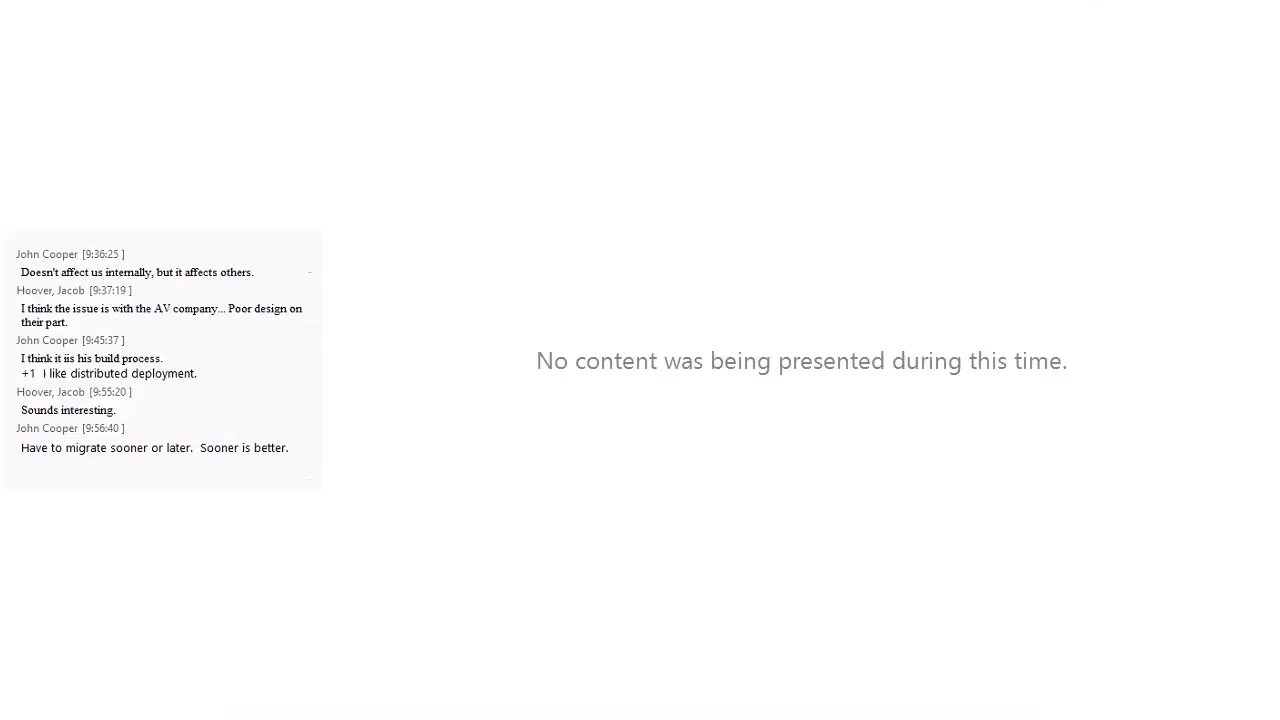 John Cooper [9:36:25 ]
Doesn't affect us internally, but it affects others.
Hoover, Jacob [9:37:19 ]
I think the issue is with the AV company... Poor design on
their part.
John Cooper [9:45:37 ]
I think it iis his build process.
+1  I like distributed deployment.
Hoover, Jacob [9:55:20 ]
Sounds interesting.
John Cooper [9:56:40 ]
Have to migrate sooner or later.  Sooner is better.
No content was being presented during this time.